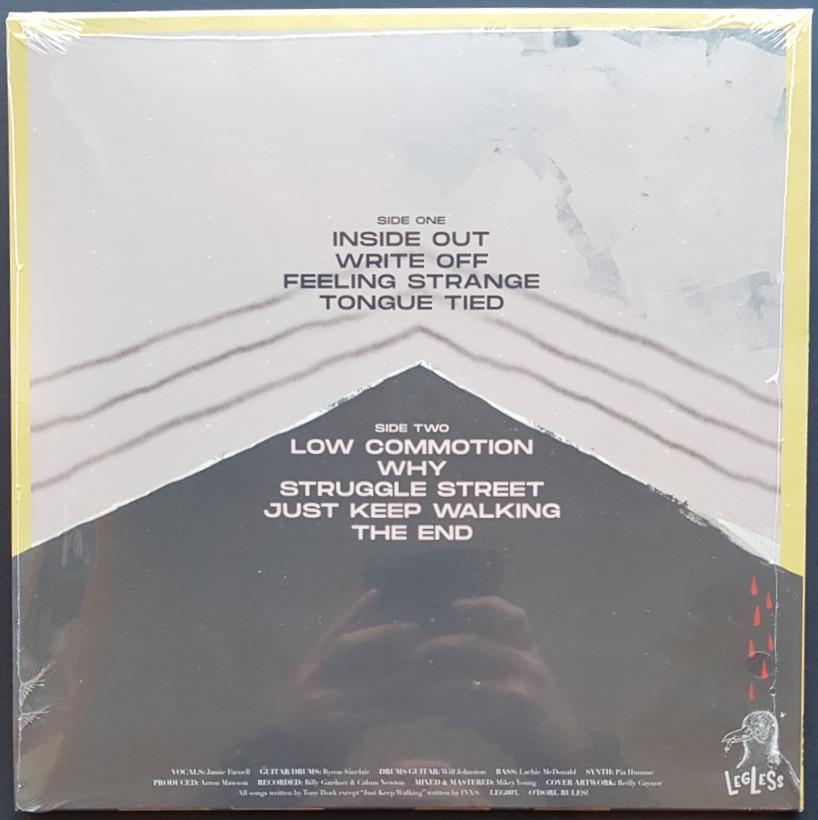 SIDE ONE
INSIDE OUT
WRITE OFF
FEELING STRANGE
TONGUE TIED
SIDE TWO
LOW COMMOTION
WHY
STRUGGLE STREET
JUST KEEP WALKING
THE END
VOCALS: Jamie Farnell GUITAR/DRUMS: Byron Sinclair DRUMS/GUITAR: Will Johnston BASS: Lachie McDonald SYNTH: Pia Humme
PRODUCED: Arron Mawson RECORDED: Billy Gardner & Calum Newton MIXED & MASTERED: Mikey Young COVER ARTWORK: Reilly Gaynor
All songs written by Tony Dork except "Just Keep Walking" written by INXS O'DORL RULES!
LEGLESS